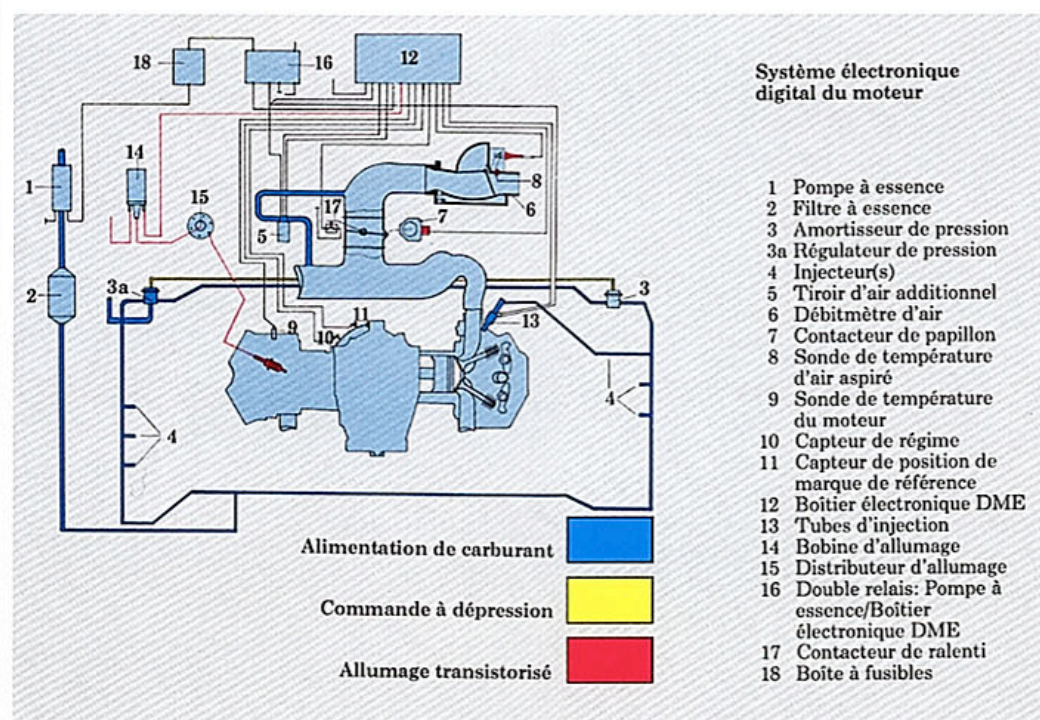 18
16
12
Système électronique
digital du moteur
14
1
15
17
7
8
6
5
2
3a
3
13
9
10
11
4
4
1 Pompe à essence
2 Filtre à essence
3 Amortisseur de pression
3a Régulateur de pression
4 Injecteur(s)
5 Tiroir d'air additionnel
6 Débitmètre d'air
7 Contacteur de papillon
8 Sonde de température
d'air aspiré
9 Sonde de température
du moteur
10 Capteur de régime
11 Capteur de position de
marque de référence
12 Boîtier électronique DME
13 Tubes d'injection
14 Bobine d'allumage
15 Distributeur d'allumage
16 Double relais: Pompe à
essence/Boîtier
électronique DME
17 Contacteur de ralenti
18 Boîte à fusibles
Alimentation de carburant
Commande à dépression
Allumage transistorisé